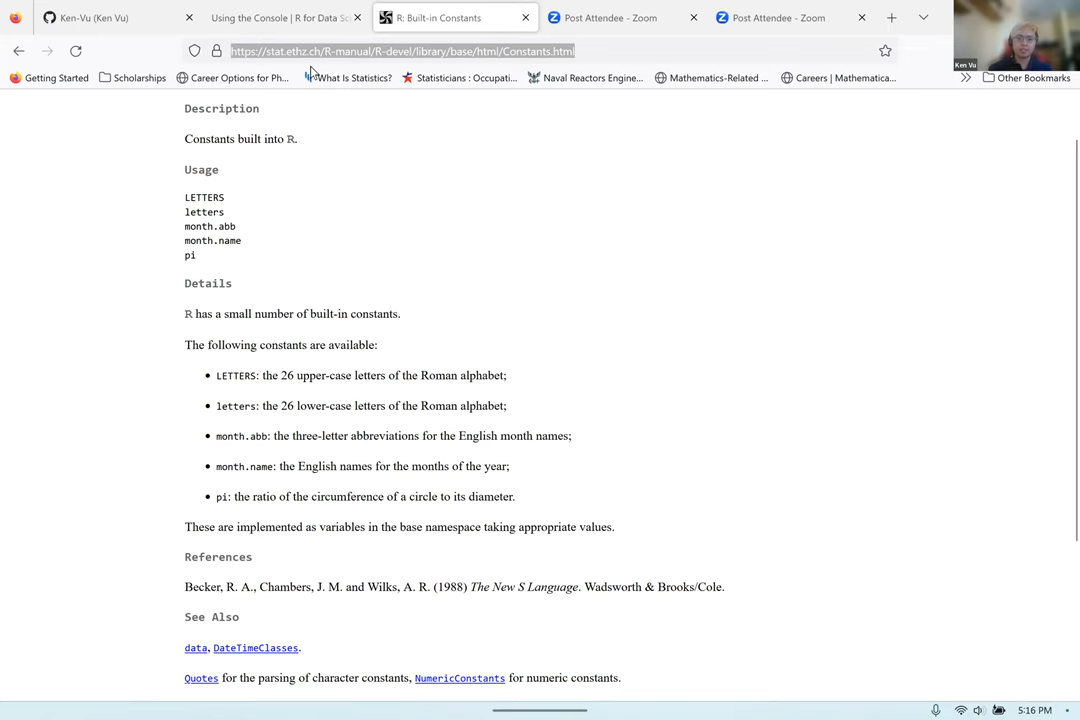 Ken-Vu (Ken Vu)
Using the Console | R for Data Sc
R: Built-in Constants
Post Attendee - Zoom
Post Attendee - Zoom
https://stat.ethz.ch/R-manual/R-devel/library/base/html/Constants.html
Ken Vu
Getting Started
Scholarships
Career Options for Ph...
What Is Statistics?
Statisticians : Occupati...
Naval Reactors Engine...
Mathematics-Related ...
Careers | Mathematica...
Other Bookmarks
Description
Constants built into R.
Usage
LETTERS
letters
month.abb
month.name
pi
Details
R has a small number of built-in constants.
The following constants are available:
• LETTERS: the 26 upper-case letters of the Roman alphabet;
• letters: the 26 lower-case letters of the Roman alphabet;
• month.abb: the three-letter abbreviations for the English month names;
• month.name: the English names for the months of the year;
• pi: the ratio of the circumference of a circle to its diameter.
These are implemented as variables in the base namespace taking appropriate values.
References
Becker, R. A., Chambers, J. M. and Wilks, A. R. (1988) The New S Language. Wadsworth & Brooks/Cole.
See Also
data, DateTimeClasses.
Quotes for the parsing of character constants, NumericConstants for numeric constants.
5:16 PM